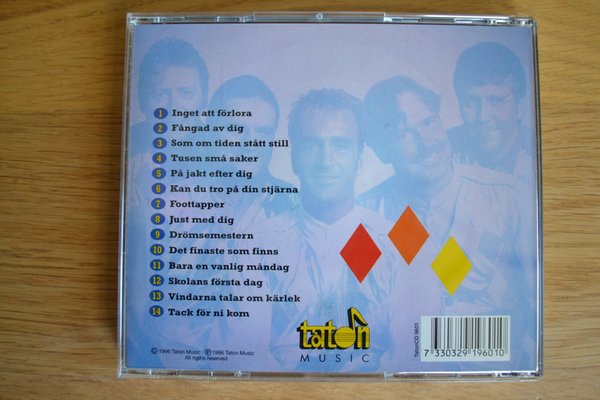 1 Inget att förlora
2 Fångad av dig
3 Som om tiden stått still
4 Tusen små saker
5 På jakt efter dig
6 Kan du tro på din stjärna
7 Foottapper
8 Just med dig
9 Drömsemestern
10 Det finaste som finns
11 Bara en vanlig måndag
12 Skolans första dag
13 Vindarna talar om kärlek
14 Tack för ni kom
taton
MUSIC
© 1996 Taton Music ℗ 1996 Taton Music
All rights reserved
TatonCD 9601
7 330329 196010